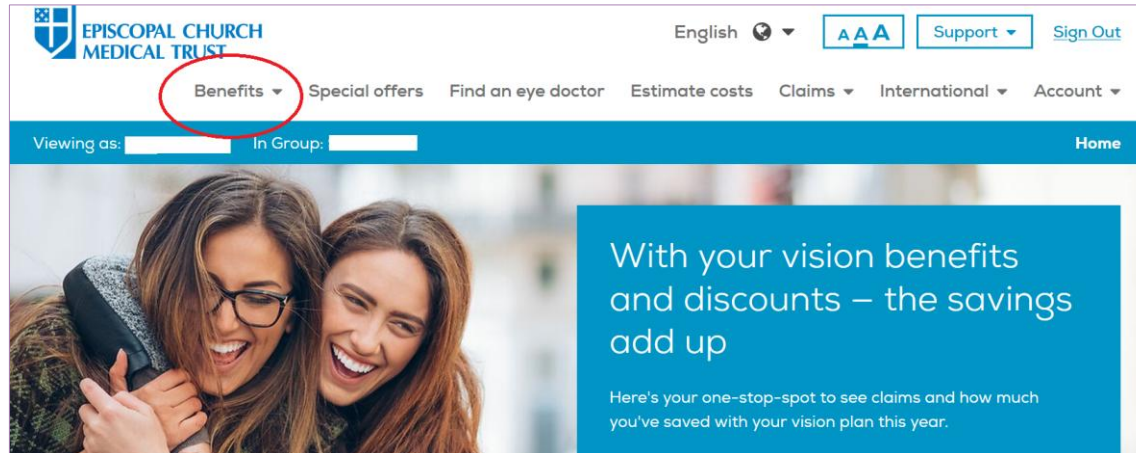 EPISCOPAL CHURCH
MEDICAL TRUST
English
A A A
Support
Sign Out
Benefits
Special offers
Find an eye doctor
Estimate costs
Claims
International
Account
Viewing as:
In Group:
Home
With your vision benefits
and discounts – the savings
add up
Here's your one-stop-spot to see claims and how much
you've saved with your vision plan this year.